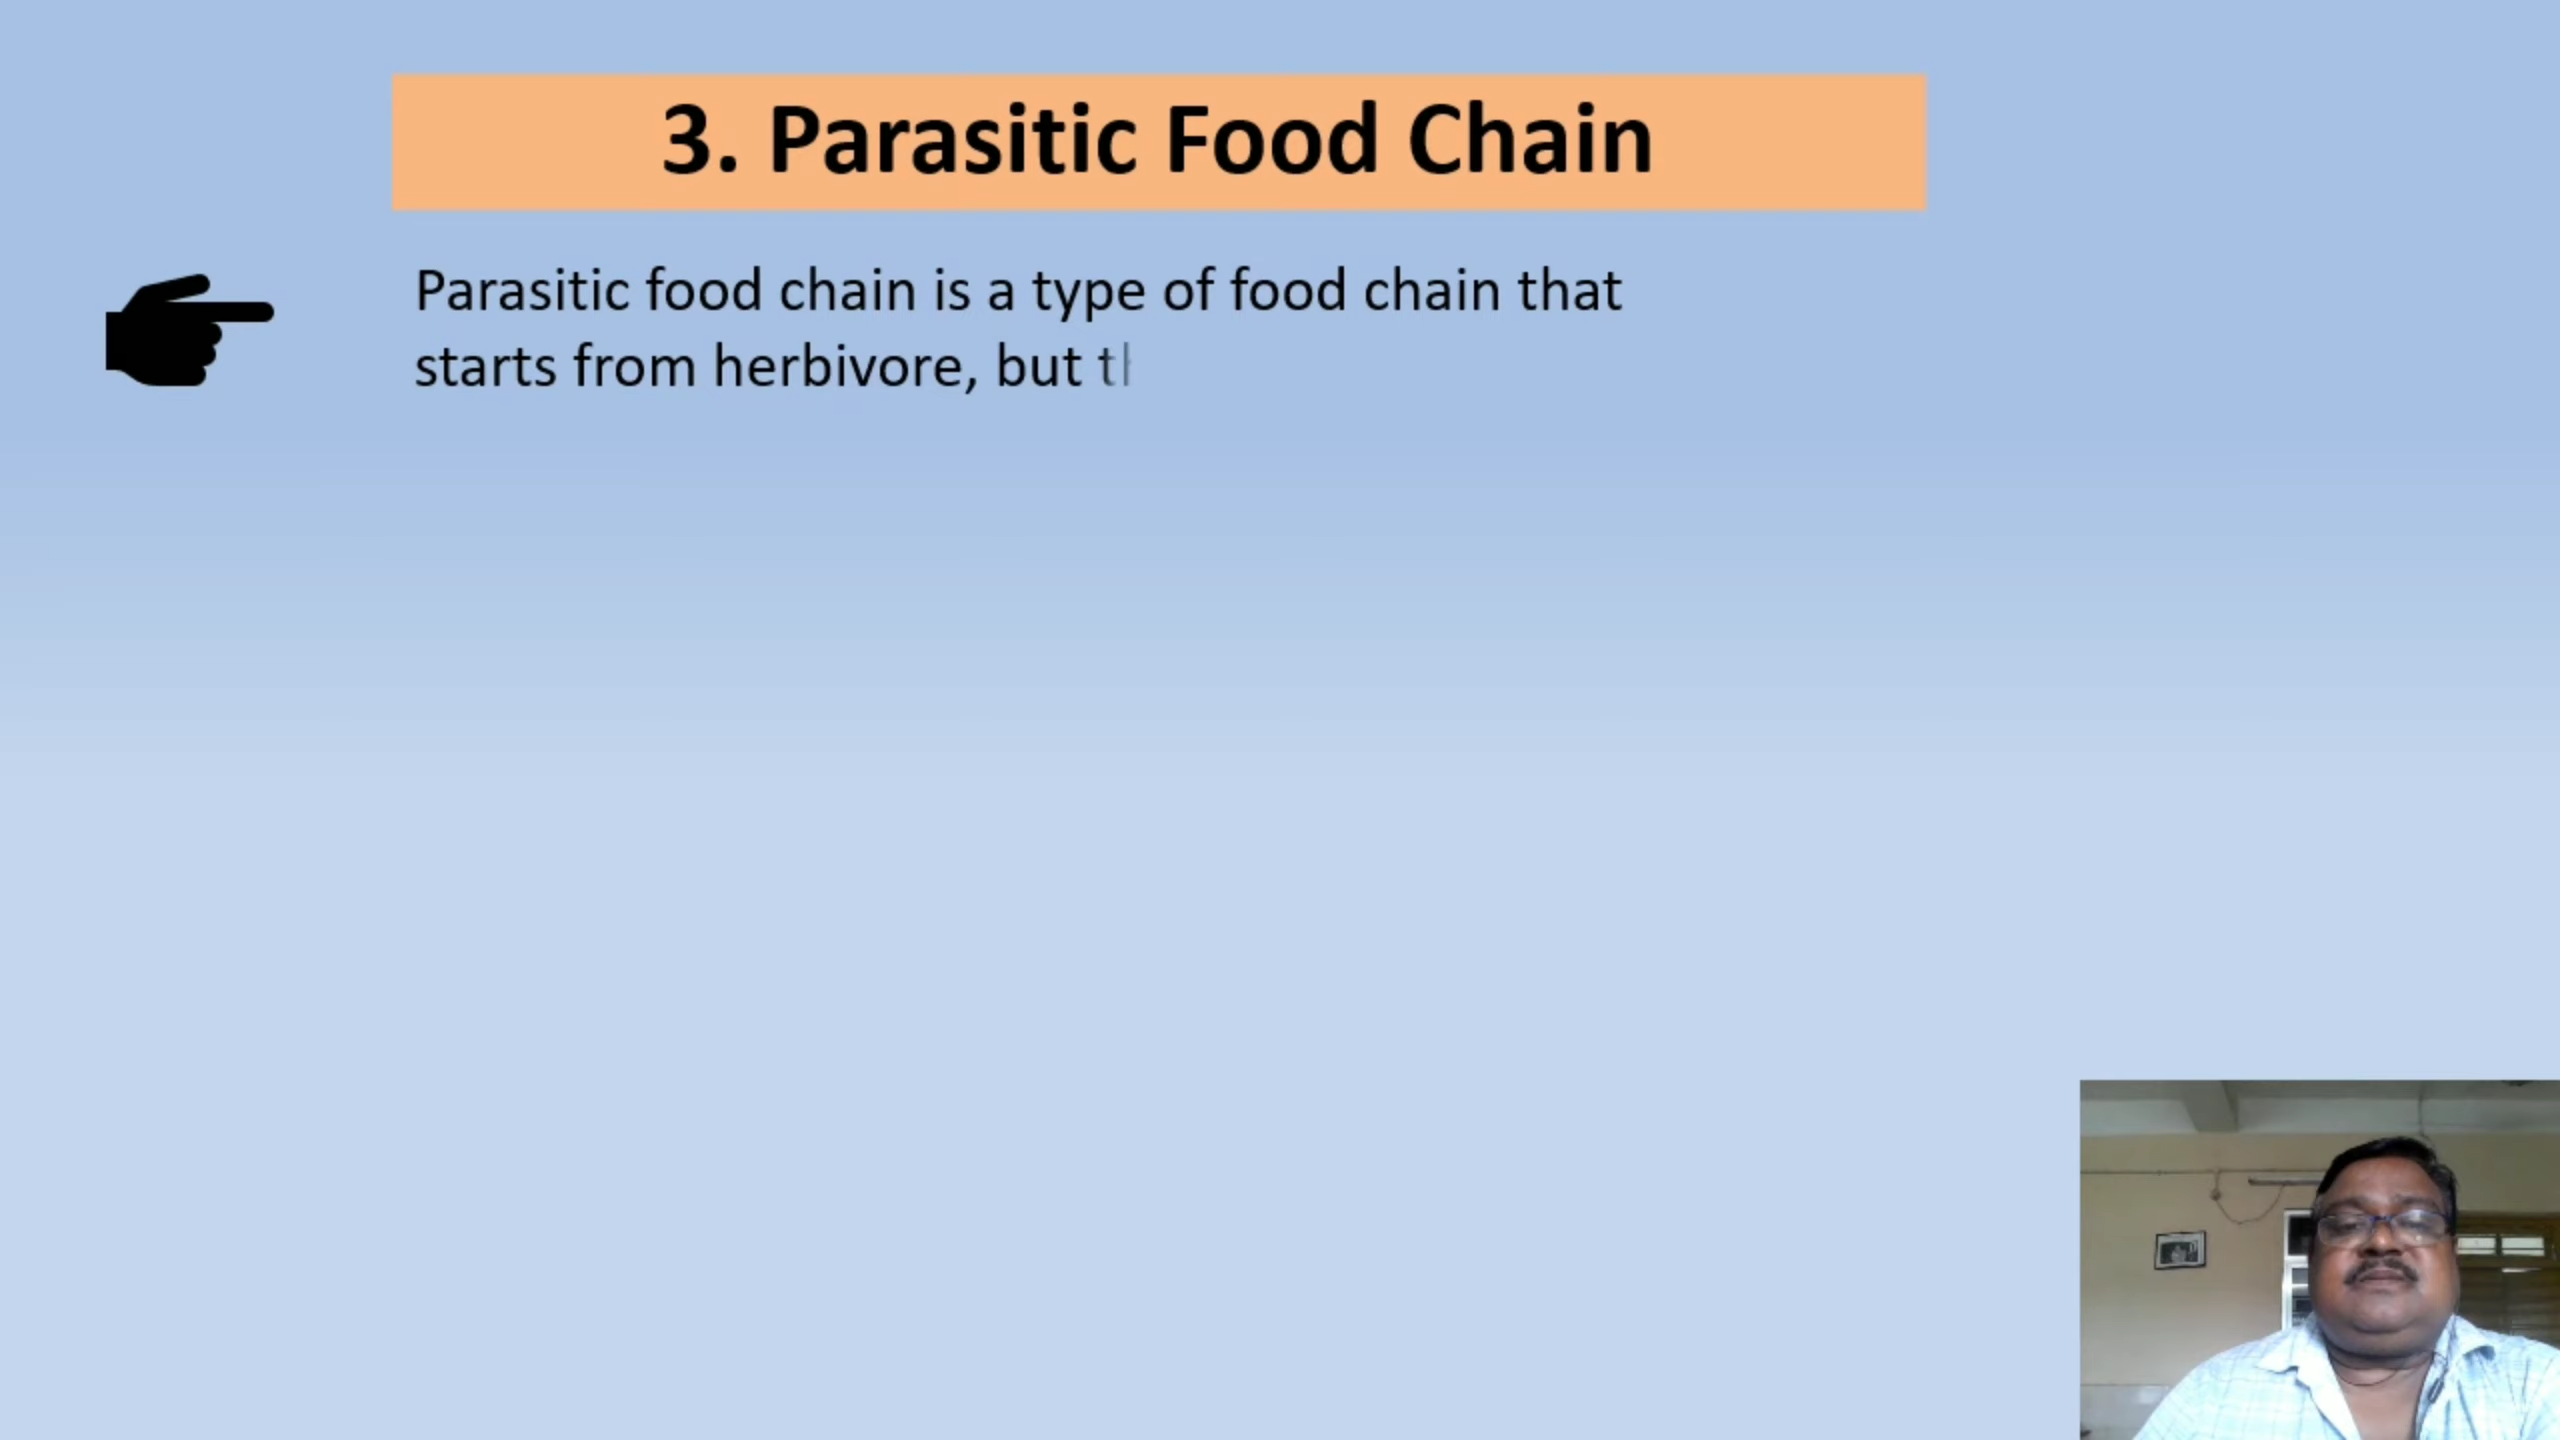 3. Parasitic Food Chain
Parasitic food chain is a type of food chain that
starts from herbivore, but